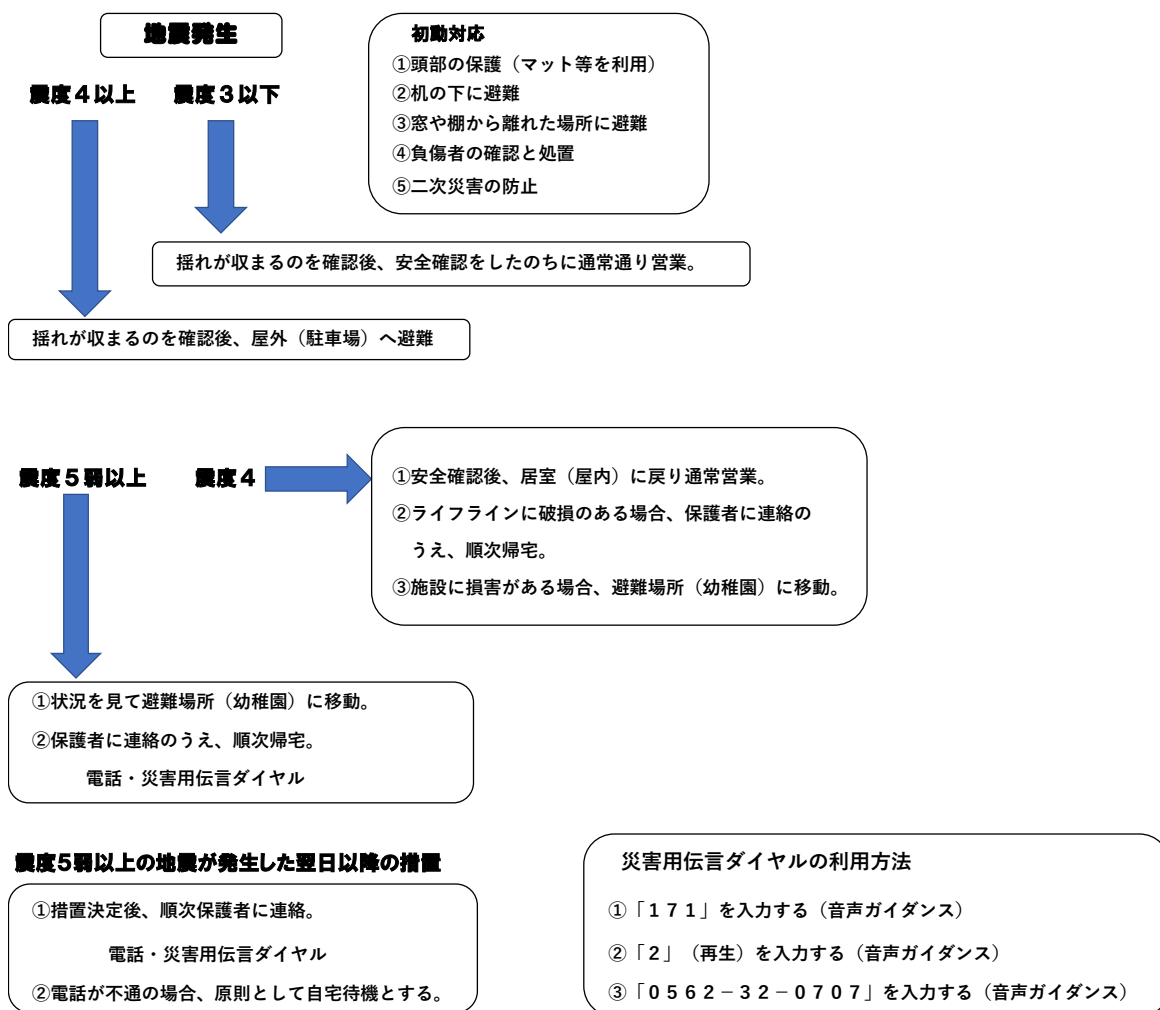 地震発生
初動対応
①頭部の保護（マット等を利用）
②机の下に避難
③窓や棚から離れた場所に避難
④負傷者の確認と処置
⑤二次災害の防止
震度４以上　震度３以下
揺れが収まるのを確認後、安全確認をしたのちに通常通り営業。
揺れが収まるのを確認後、屋外（駐車場）へ避難
震度５弱以上　震度４
①安全確認後、居室（屋内）に戻り通常営業。
②ライフラインに破損のある場合、保護者に連絡の
うえ、順次帰宅。
③施設に損害がある場合、避難場所（幼稚園）に移動。
①状況を見て避難場所（幼稚園）に移動。
②保護者に連絡のうえ、順次帰宅。
電話・災害用伝言ダイヤル
震度5弱以上の地震が発生した翌日以降の措置
①措置決定後、順次保護者に連絡。
電話・災害用伝言ダイヤル
②電話が不通の場合、原則として自宅待機とする。
災害用伝言ダイヤルの利用方法
①「１７１」を入力する（音声ガイダンス）
②「２」（再生）を入力する（音声ガイダンス）
③「０５６２－３２－０７０７」を入力する（音声ガイダンス）